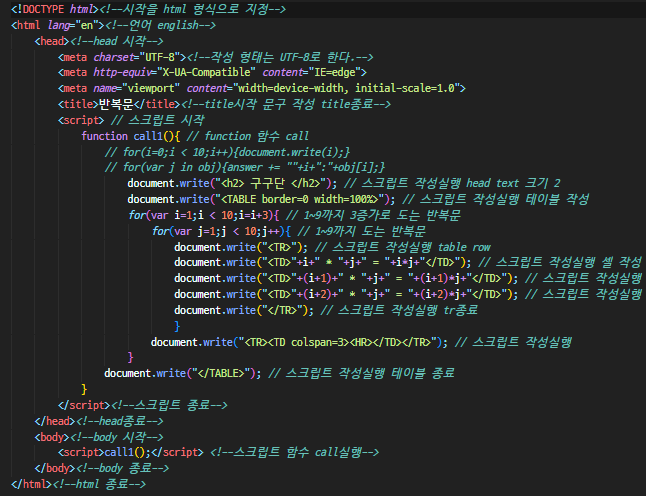 <!DOCTYPE html><!--시작을 html 형식으로 지정-->
<html lang="en"><!--언어 english-->
<head><!--head 시작-->
<meta charset="UTF-8"><!--작성 형태는 UTF-8로 한다.-->
<meta http-equiv="X-UA-Compatible" content="IE=edge">
<meta name="viewport" content="width=device-width, initial-scale=1.0">
<title>반복문</title><!--title시작 문구 작성 title종료-->
<script> // 스크립트 시작
function call1(){ // function 함수 call
// for(i=0;i < 10;i++){document.write(i);}
// for(var j in obj){answer += ""+i+":"+obj[i];}
document.write("<h2> 구구단 </h2>"); // 스크립트 작성실행 head text 크기 2
document.write("<TABLE border=0 width=100%>"); // 스크립트 작성실행 테이블 작성
for(var i=1;i < 10;i=i+3){ // 1~9까지 3증가로 도는 반복문
for(var j=1;j < 10;j++){ // 1~9까지 도는 반복문
document.write("<TR>"); // 스크립트 작성실행 table row
document.write("<TD>"+i+" * "+j+" = "+i*j+"</TD>"); // 스크립트 작성실행 셀 작성
document.write("<TD>"+(i+1)+" * "+j+" = "+(i+1)*j+"</TD>"); // 스크립트 작성실행
document.write("<TD>"+(i+2)+" * "+j+" = "+(i+2)*j+"</TD>"); // 스크립트 작성실행
document.write("</TR>"); // 스크립트 작성실행 tr종료
}
document.write("<TR><TD colspan=3><HR></TD></TR>"); // 스크립트 작성실행
}
document.write("</TABLE>"); // 스크립트 작성실행 테이블 종료
}
</script><!--스크립트 종료-->
</head><!--head종료-->
<body><!--body 시작-->
<script>call1();</script> <!--스크립트 함수 call실행-->
</body><!--body 종료-->
</html><!--html 종료-->